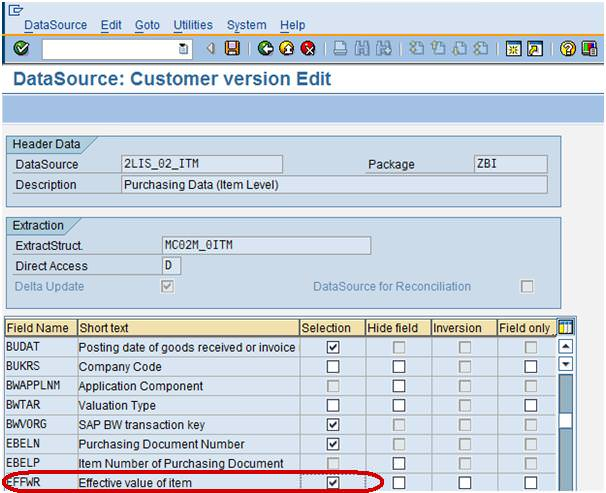 DataSource Edit Goto Utilities System Help
DataSource: Customer version Edit
Header Data
DataSource 2LIS_02_ITM Package ZBI
Description Purchasing Data (Item Level)
Extraction
ExtractStruct. MC02M_0ITM
Direct Access D
Delta Update DataSource for Reconciliation
Field Name Short text Selection Hide field Inversion Field only
BUDAT Posting date of goods received or invoice
BUKRS Company Code
BWAPPLNM Application Component
BWTAR Valuation Type
BWVORG SAP BW transaction key
EBELN Purchasing Document Number
EBELP Item Number of Purchasing Document
EFFWR Effective value of item